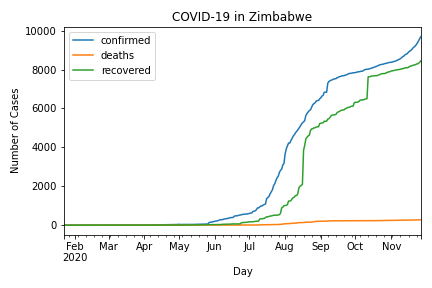 COVID-19 in Zimbabwe
confirmed
deaths
recovered
Number of Cases
10000
8000
6000
4000
2000
0
Feb Mar Apr May Jun Jul Aug Sep Oct Nov
2020
Day